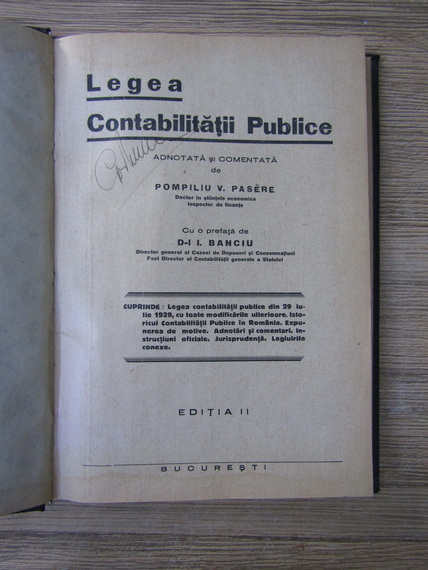 Legea
Contabilității Publice
ADNOTATĂ și COMENTATĂ
de
POMPILIU V. PASÈRE
Doctor în științele economice
Inspector de finanțe
Cu o prefață de
D-l I. BANCIU
Director general al Cassei de Depuneri și Consemnațiuni
Fost Director al Contabilității generale a Statului
CUPRINDE : Legea contabilității publice din 29 Iu-
lie 1929, cu toate modificările ulterioare. Isto-
ricul Contabilității Publice în România. Expu-
nerea de motive. Adnotări și comentarii. In-
strucțiuni oficiale. Jurisprudență. Legiuirile
conexe.
EDIȚIA II
BUCUREȘTI